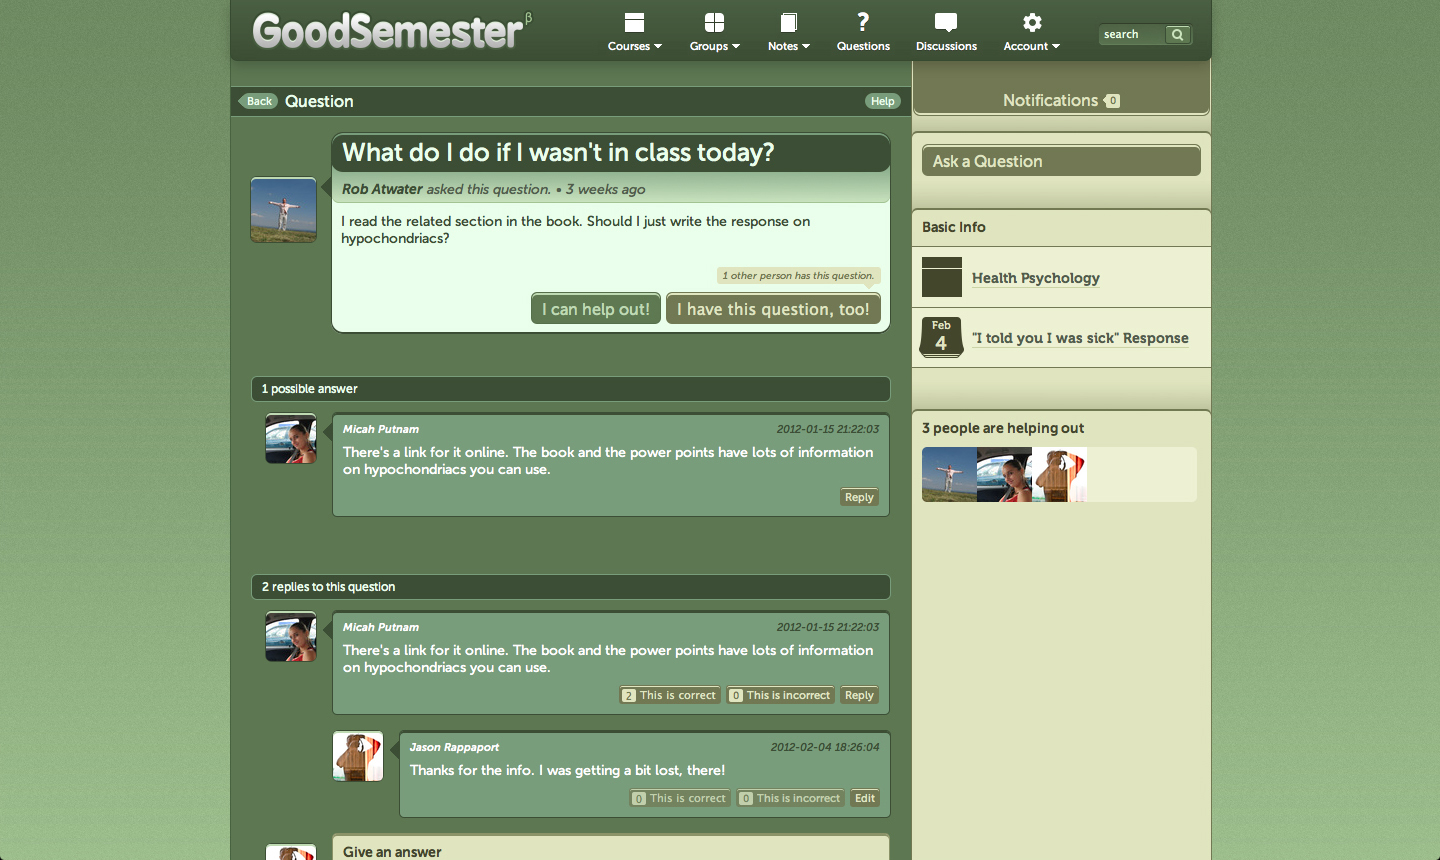 GoodSemester β
Courses
Groups
Notes
?
Questions
Discussions
Account
search
Back
Question
Help
Notifications 0
What do I do if I wasn't in class today?
Rob Atwater asked this question. • 3 weeks ago
I read the related section in the book. Should I just write the response on
hypochondriacs?
1 other person has this question.
I can help out!
I have this question, too!
Ask a Question
Basic Info
Health Psychology
Feb
4
"I told you I was sick" Response
3 people are helping out
1 possible answer
Micah Putnam
2012-01-15 21:22:03
There's a link for it online. The book and the power points have lots of information
on hypochondriacs you can use.
Reply
2 replies to this question
Micah Putnam
2012-01-15 21:22:03
There's a link for it online. The book and the power points have lots of information
on hypochondriacs you can use.
2 This is correct
0 This is incorrect
Reply
Jason Rappaport
2012-02-04 18:26:04
Thanks for the info. I was getting a bit lost, there!
0 This is correct
0 This is incorrect
Edit
Give an answer